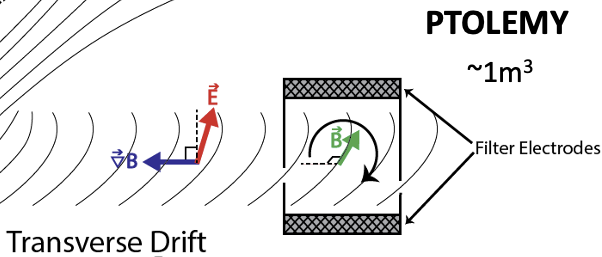 PTOLEMY
~1m³
E⃗
∇⃗B
B⃗
Filter Electrodes
Transverse Drift